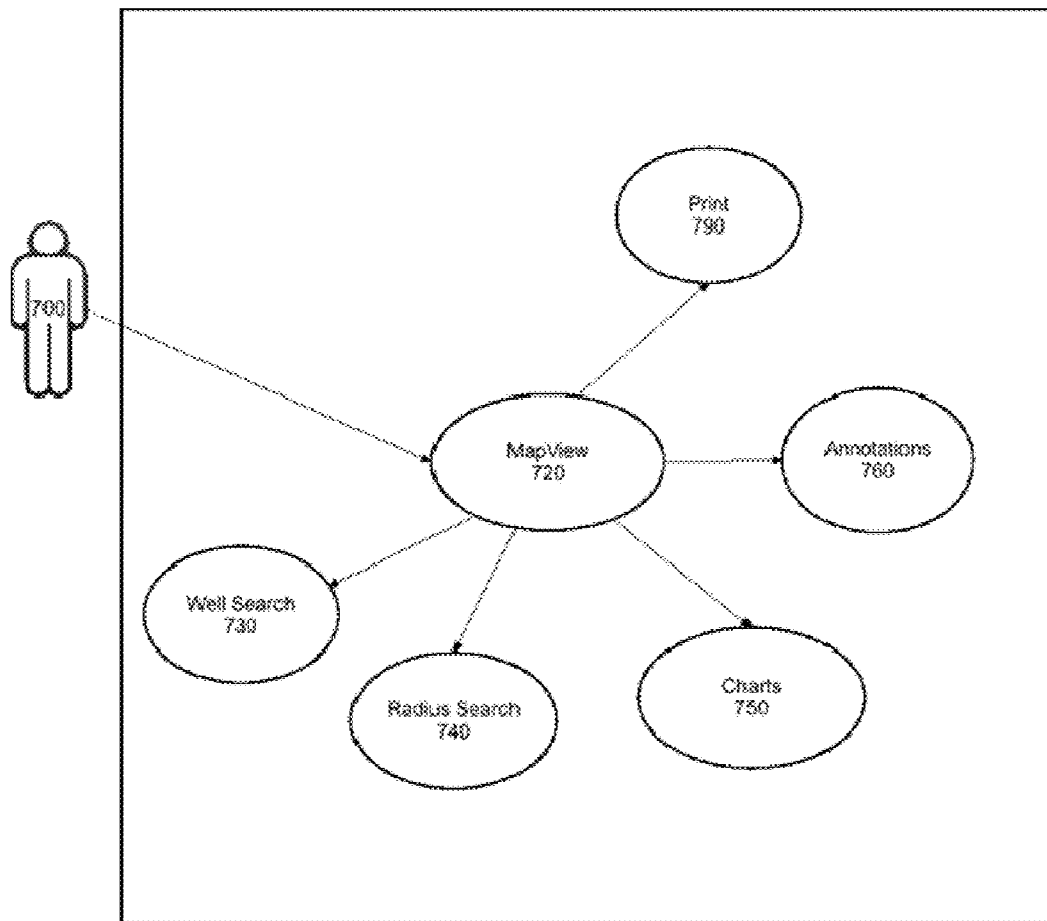 Print
790
700
MapView
720
Annotations
760
Well Search
730
Radius Search
740
Charts
750